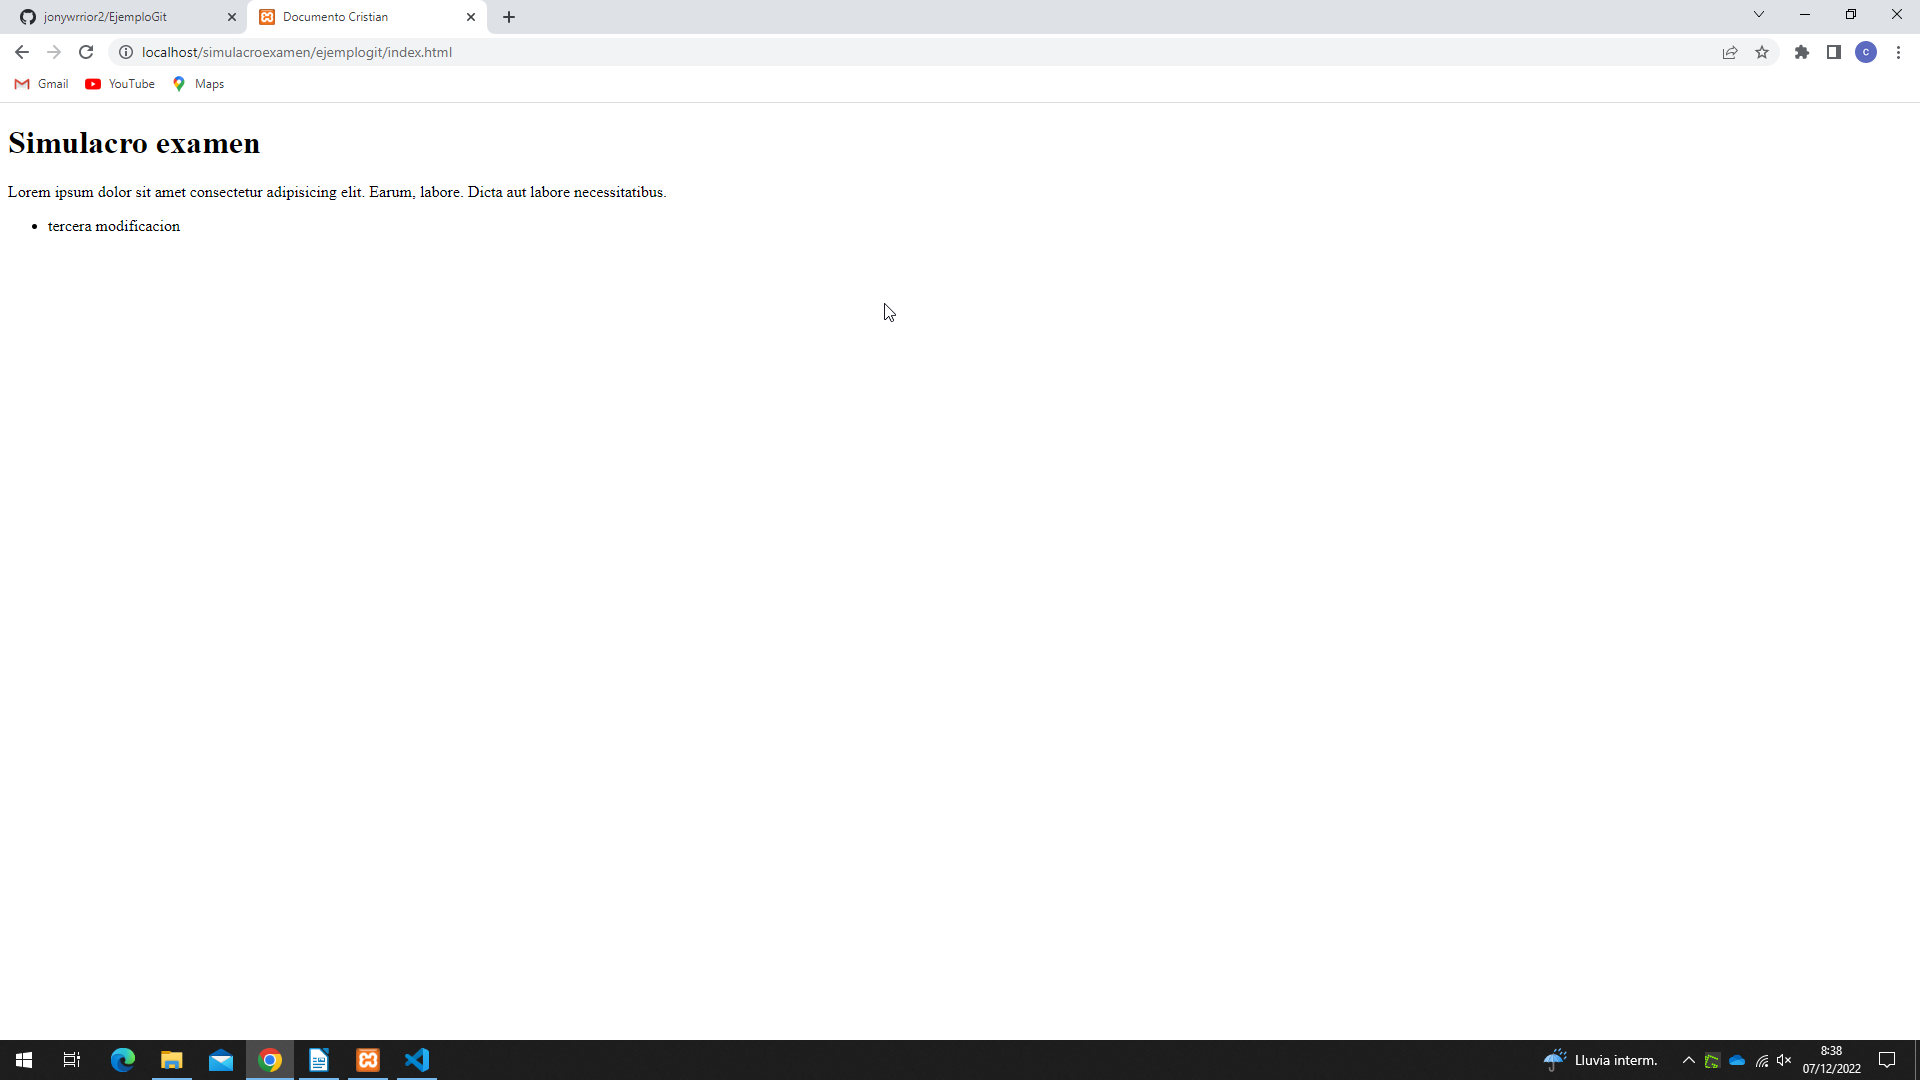 jonywrrior2/EjemploGit
Documento Cristian
localhost/simulacroexamen/ejemplogit/index.html
C
Gmail
YouTube
Maps
Simulacro examen
Lorem ipsum dolor sit amet consectetur adipisicing elit. Earum, labore. Dicta aut labore necessitatibus.
• tercera modificacion
Lluvia interm.
8:38
07/12/2022